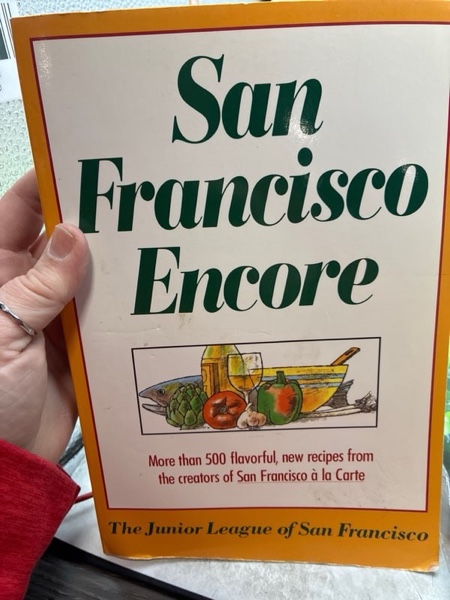 San
Francisco
Encore
More than 500 flavorful, new recipes from
the creators of San Francisco à la Carte
The Junior League of San Francisco